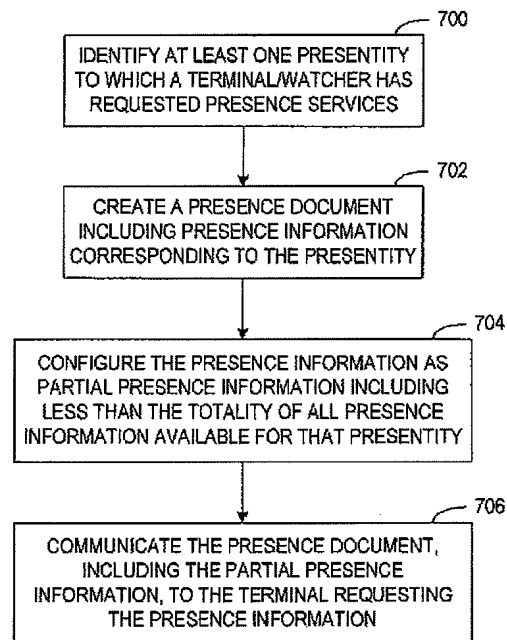 700
IDENTIFY AT LEAST ONE PRESENTITY
TO WHICH A TERMINAL/WATCHER HAS
REQUESTED PRESENCE SERVICES
702
CREATE A PRESENCE DOCUMENT
INCLUDING PRESENCE INFORMATION
CORRESPONDING TO THE PRESENTITY
704
CONFIGURE THE PRESENCE INFORMATION AS
PARTIAL PRESENCE INFORMATION INCLUDING
LESS THAN THE TOTALITY OF ALL PRESENCE
INFORMATION AVAILABLE FOR THAT PRESENTITY
706
COMMUNICATE THE PRESENCE DOCUMENT,
INCLUDING THE PARTIAL PRESENCE
INFORMATION, TO THE TERMINAL REQUESTING
THE PRESENCE INFORMATION